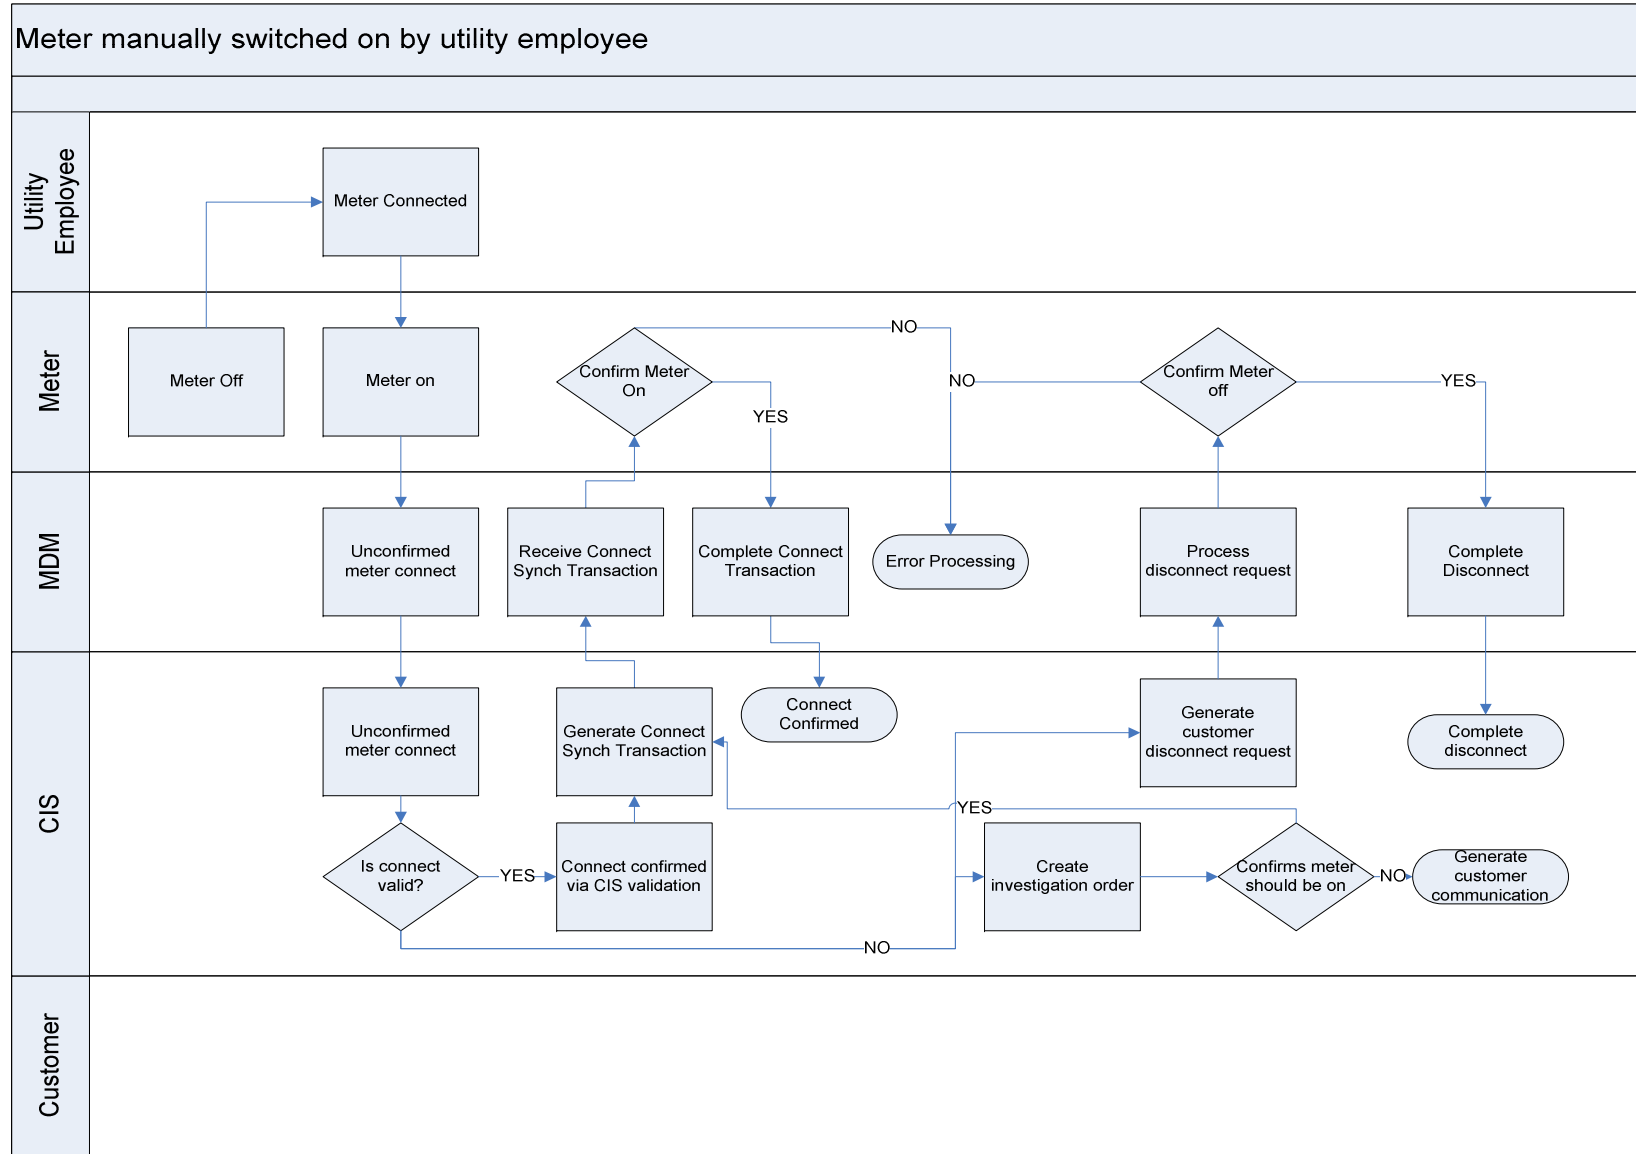 Meter manually switched on by utility employee
Utility
Employee
Meter Connected
Meter
Meter Off
Meter on
Confirm Meter
On
NO
YES
NO
Confirm Meter
off
YES
MDM
Unconfirmed
meter connect
Receive Connect
Synch Transaction
Complete Connect
Transaction
Error Processing
Process
disconnect request
Complete
Disconnect
CIS
Unconfirmed
meter connect
Generate Connect
Synch Transaction
Connect
Confirmed
Generate
customer
disconnect request
Complete
disconnect
YES
Is connect
valid?
YES
Connect confirmed
via CIS validation
Create
investigation order
Confirms meter
should be on
NO
Generate
customer
communication
NO
Customer